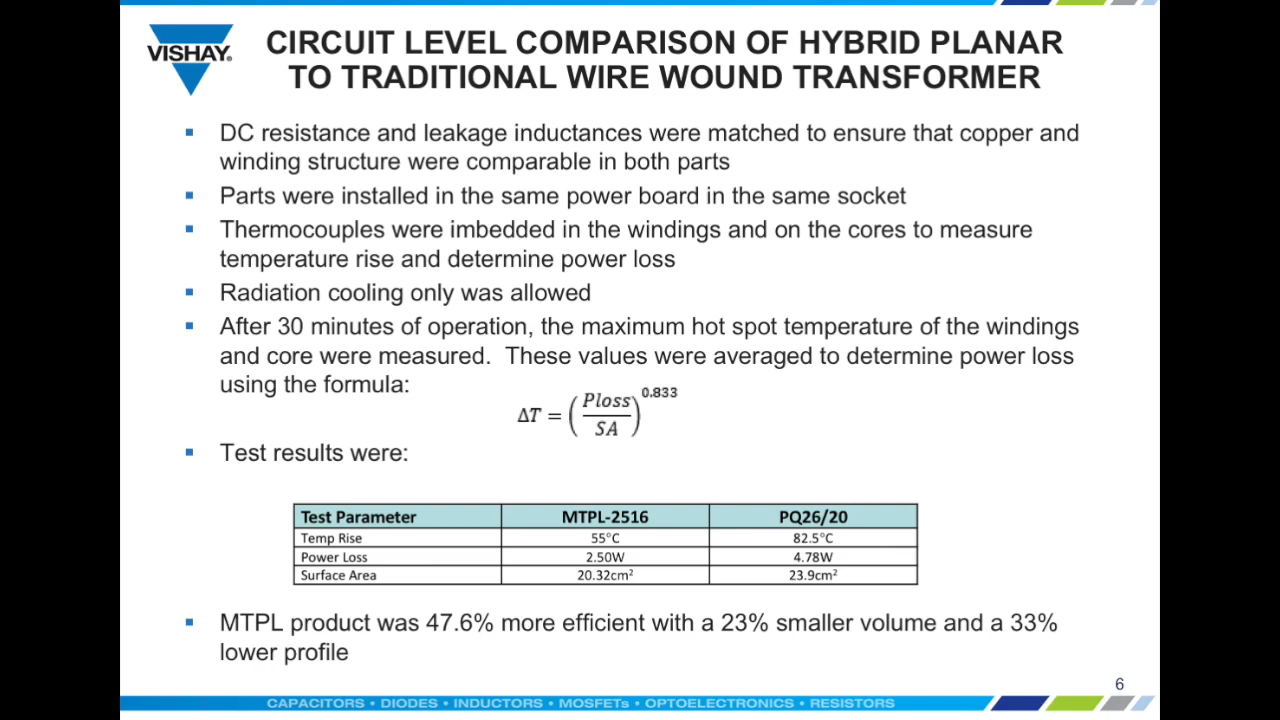 VISHAY®
CIRCUIT LEVEL COMPARISON OF HYBRID PLANAR
TO TRADITIONAL WIRE WOUND TRANSFORMER
▪ DC resistance and leakage inductances were matched to ensure that copper and
winding structure were comparable in both parts
▪ Parts were installed in the same power board in the same socket
▪ Thermocouples were imbedded in the windings and on the cores to measure
temperature rise and determine power loss
▪ Radiation cooling only was allowed
▪ After 30 minutes of operation, the maximum hot spot temperature of the windings
and core were measured.  These values were averaged to determine power loss
using the formula:
ΔT = (Ploss/SA)^0.833
▪ Test results were:
Test Parameter MTPL-2516 PQ26/20
Temp Rise 55°C 82.5°C
Power Loss 2.50W 4.78W
Surface Area 20.32cm² 23.9cm²
▪ MTPL product was 47.6% more efficient with a 23% smaller volume and a 33%
lower profile
6
CAPACITORS • DIODES • INDUCTORS • MOSFETs • OPTOELECTRONICS • RESISTORS